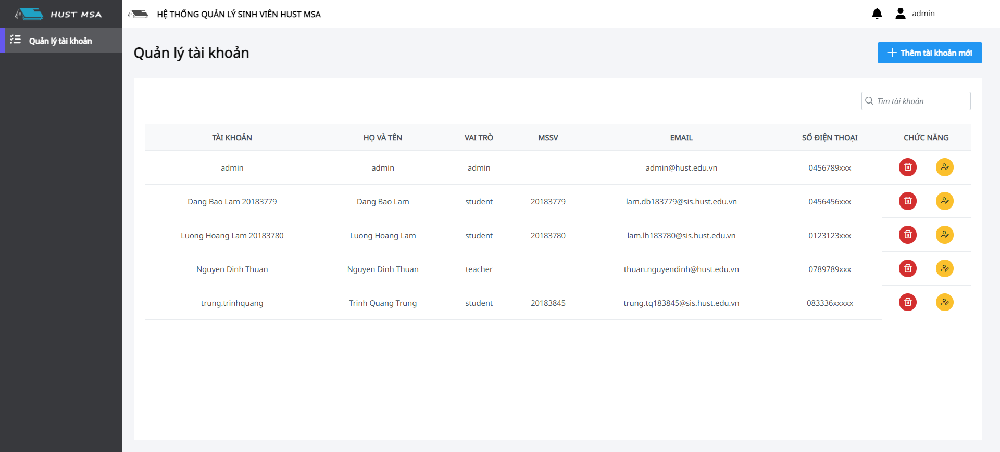 HUST MSA
HỆ THỐNG QUẢN LÝ SINH VIÊN HUST MSA
admin
Quản lý tài khoản
Quản lý tài khoản
Thêm tài khoản mới
Tìm tài khoản
TÀI KHOẢN HỌ VÀ TÊN VAI TRÒ MSSV EMAIL SỐ ĐIỆN THOẠI CHỨC NĂNG
admin admin admin admin@hust.edu.vn 0456789xxx
Dang Bao Lam 20183779 Dang Bao Lam student 20183779 lam.db183779@sis.hust.edu.vn 0456456xxx
Luong Hoang Lam 20183780 Luong Hoang Lam student 20183780 lam.lh183780@sis.hust.edu.vn 0123123xxx
Nguyen Dinh Thuan Nguyen Dinh Thuan teacher thuan.nguyendinh@hust.edu.vn 0789789xxx
trung.trinhquang Trinh Quang Trung student 20183845 trung.tq183845@sis.hust.edu.vn 083336xxxxx